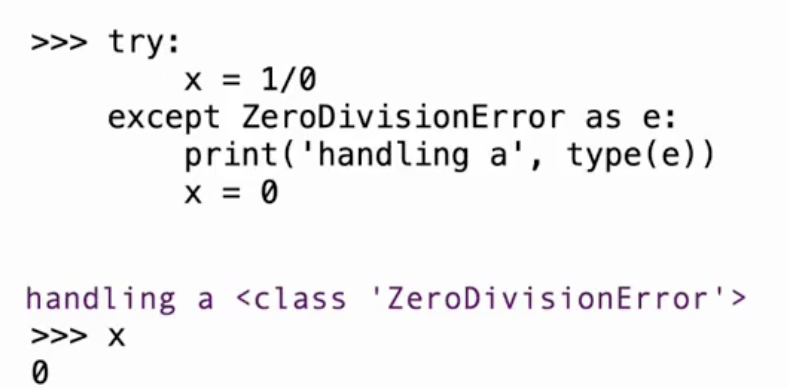 >>> try:
        x = 1/0
    except ZeroDivisionError as e:
        print('handling a', type(e))
        x = 0
handling a <class 'ZeroDivisionError'>
>>> x
0